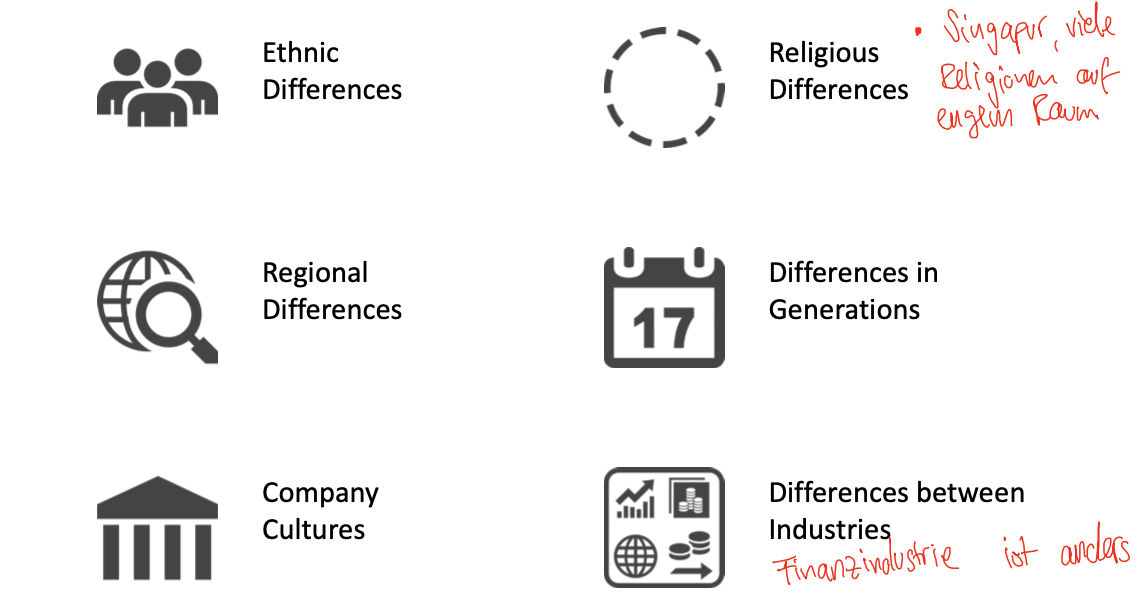 Ethnic
Differences
Religious
Differences
• Singapur, viele
Religionen auf
engem Raum
Regional
Differences
Differences in
Generations
17
Company
Cultures
Differences between
Industries
Finanzindustrie ist anders